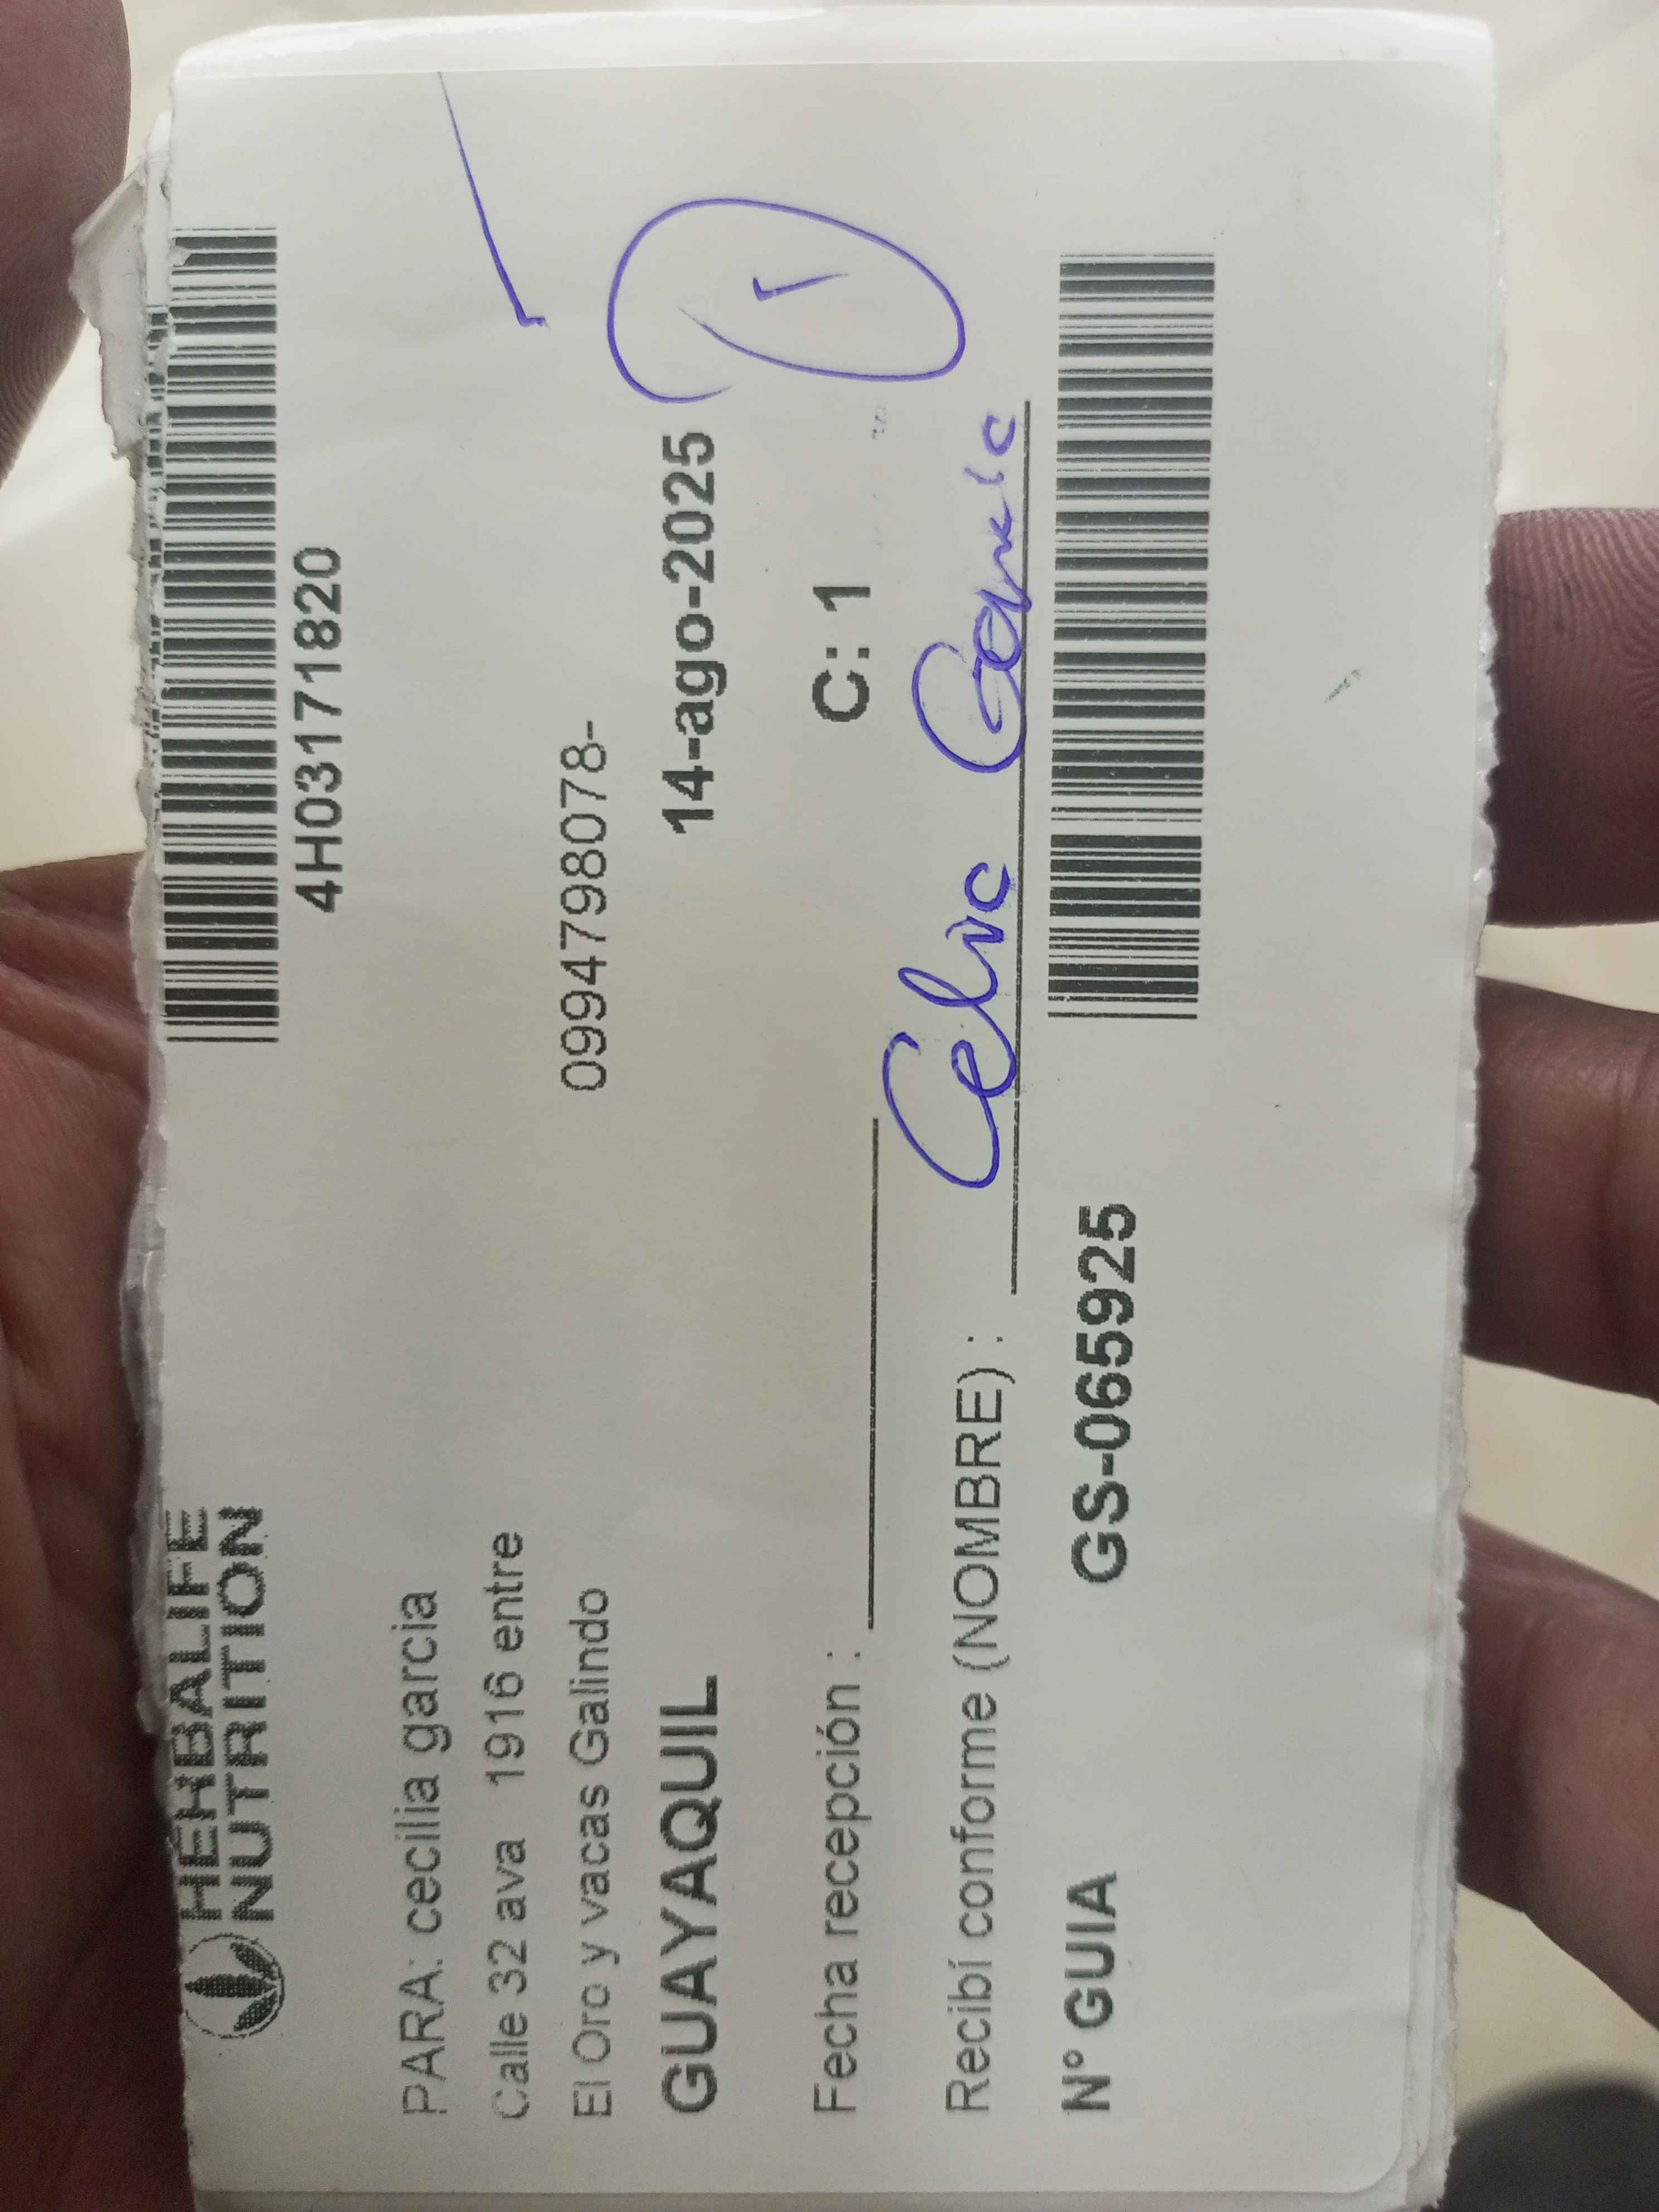 HERBALIFE
NUTRITION
4H03171820
PARA: cecilia garcia
Calle 32 ava 1916 entre
El Oro y vacas Galindo
0994798078-
GUAYAQUIL
14-ago-2025
Fecha recepción :
C: 1
Recibí conforme (NOMBRE) :
N° GUIA
GS-065925